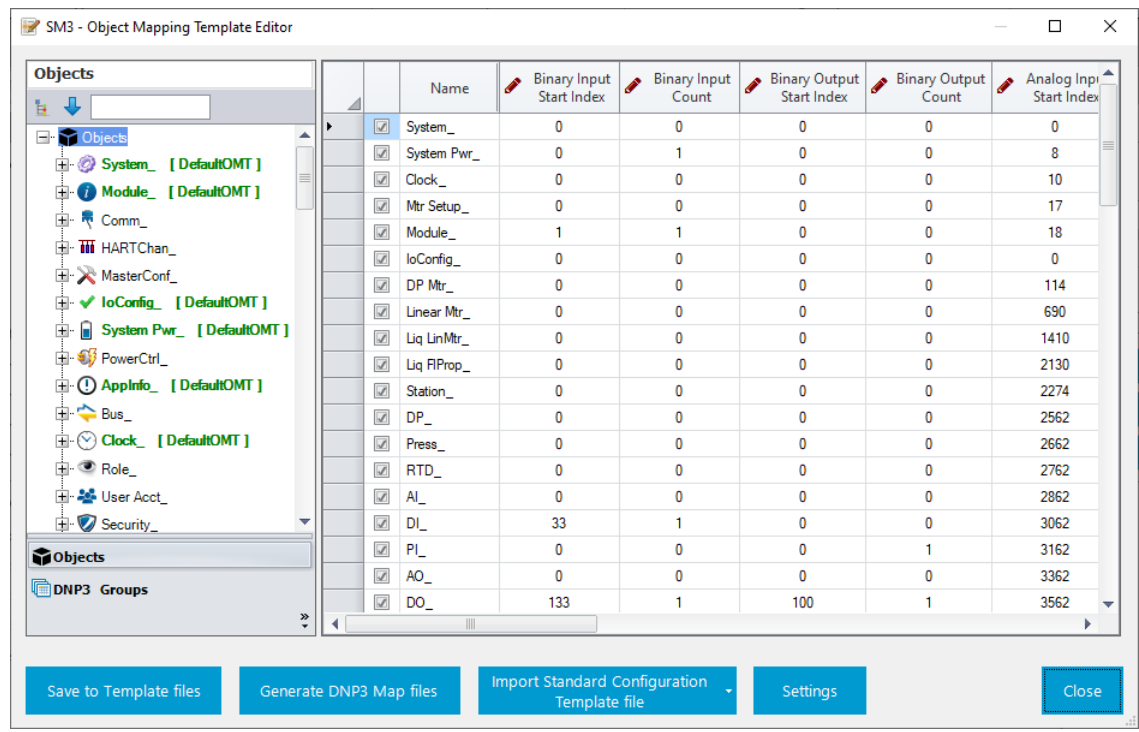 SM3 - Object Mapping Template Editor
Objects
Objects
System_ [ DefaultOMT ]
Module_ [ DefaultOMT ]
Comm_
HARTChan_
MasterConf_
IoConfig_ [ DefaultOMT ]
System Pwr_ [ DefaultOMT ]
PowerCtrl_
AppInfo_ [ DefaultOMT ]
Bus_
Clock_ [ DefaultOMT ]
Role_
User Acct_
Security_
Objects
DNP3 Groups
Name Binary Input Start Index Binary Input Count Binary Output Start Index Binary Output Count Analog Inpu Start Index
System_ 0 0 0 0 0
System Pwr_ 0 1 0 0 8
Clock_ 0 0 0 0 10
Mtr Setup_ 0 0 0 0 17
Module_ 1 1 0 0 18
IoConfig_ 0 0 0 0 0
DP Mtr_ 0 0 0 0 114
Linear Mtr_ 0 0 0 0 690
Liq LinMtr_ 0 0 0 0 1410
Liq FlProp_ 0 0 0 0 2130
Station_ 0 0 0 0 2274
DP_ 0 0 0 0 2562
Press_ 0 0 0 0 2662
RTD_ 0 0 0 0 2762
AI_ 0 0 0 0 2862
DI_ 33 1 0 0 3062
PI_ 0 0 0 1 3162
AO_ 0 0 0 0 3362
DO_ 133 1 100 1 3562
Save to Template files
Generate DNP3 Map files
Import Standard Configuration
Template file
Settings
Close